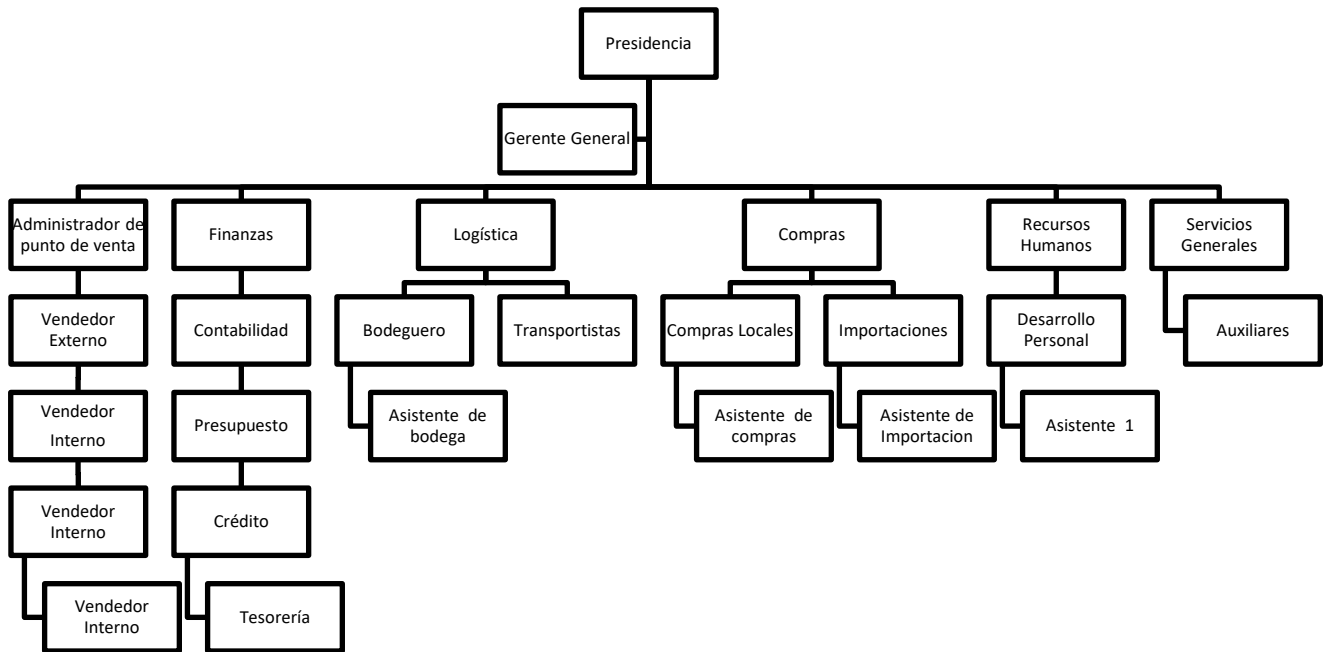 Presidencia
Gerente General
Administrador de
punto de venta
Finanzas
Logística
Compras
Recursos
Humanos
Servicios
Generales
Vendedor
Externo
Contabilidad
Bodeguero
Transportistas
Compras Locales
Importaciones
Desarrollo
Personal
Auxiliares
Vendedor
Interno
Presupuesto
Asistente de
bodega
Asistente de
compras
Asistente de
Importacion
Asistente 1
Vendedor
Interno
Crédito
Vendedor
Interno
Tesorería